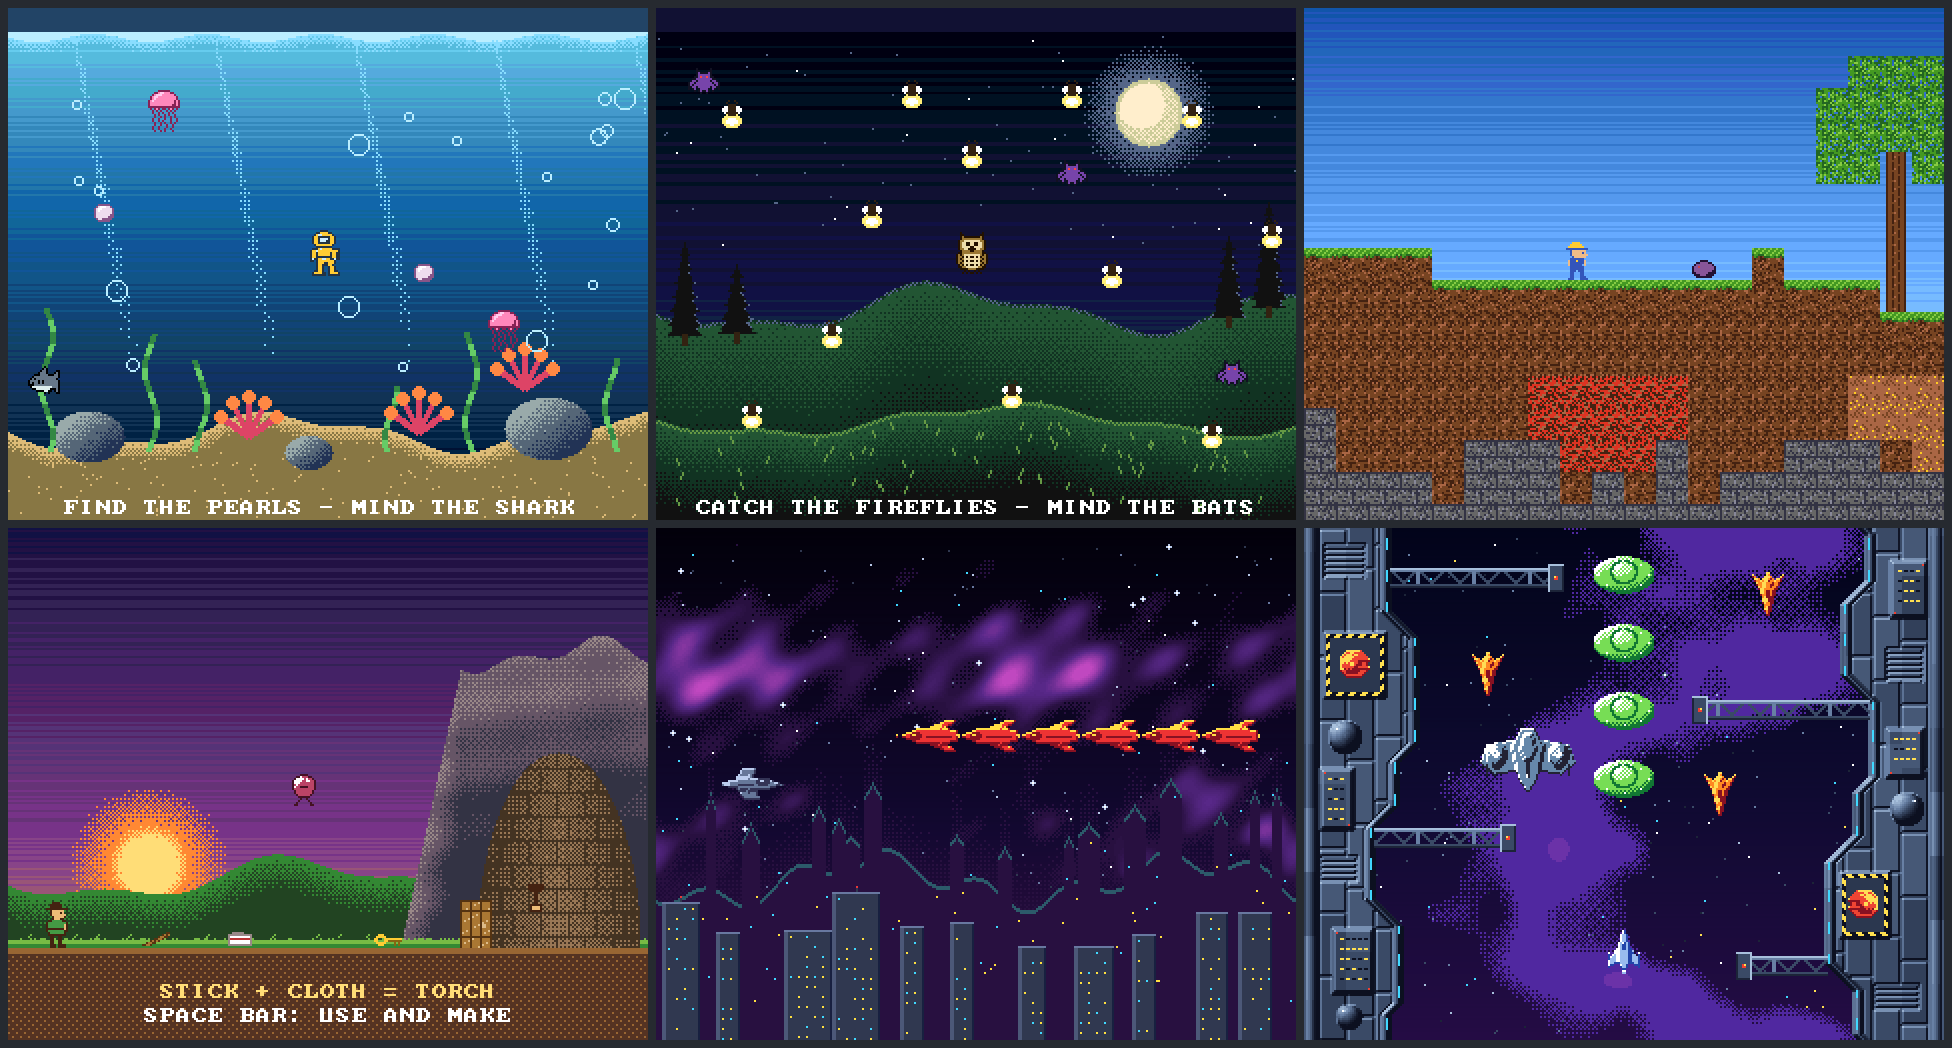 FIND THE PEARLS - MIND THE SHARK
CATCH THE FIREFLIES - MIND THE BATS
STICK + CLOTH = TORCH
SPACE BAR: USE AND MAKE